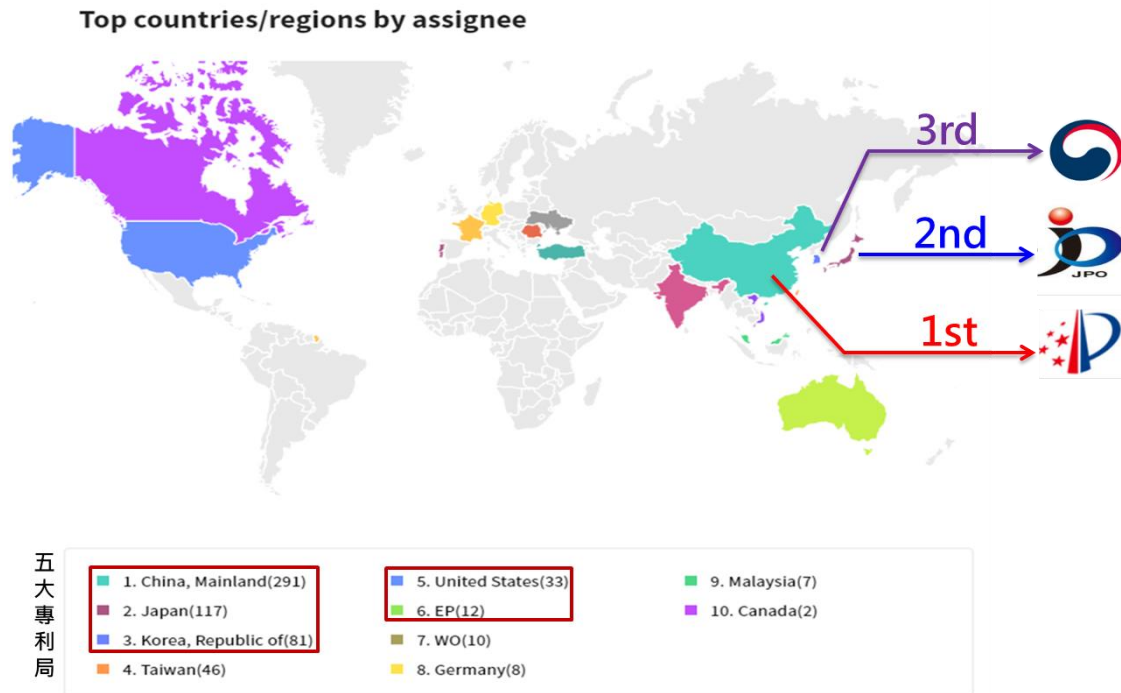 Top countries/regions by assignee
3rd
2nd
JPO
1st
五大專利局
1. China, Mainland(291)
2. Japan(117)
3. Korea, Republic of(81)
4. Taiwan(46)
5. United States(33)
6. EP(12)
7. WO(10)
8. Germany(8)
9. Malaysia(7)
10. Canada(2)